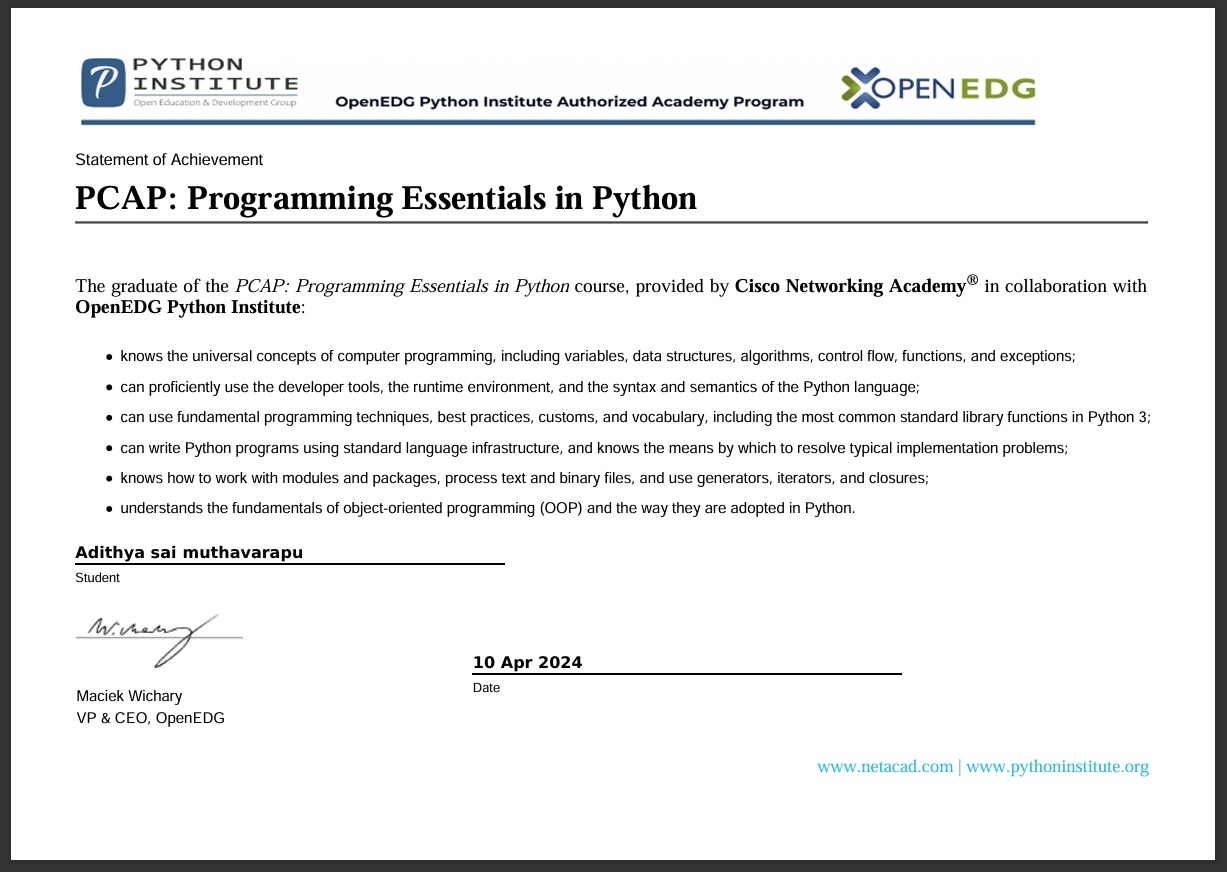 PYTHON
INSTITUTE
Open Education & Development Group
OpenEDG Python Institute Authorized Academy Program
OPENEDG
Statement of Achievement
PCAP: Programming Essentials in Python
The graduate of the PCAP: Programming Essentials in Python course, provided by Cisco Networking Academy® in collaboration with
OpenEDG Python Institute:
• knows the universal concepts of computer programming, including variables, data structures, algorithms, control flow, functions, and exceptions;
• can proficiently use the developer tools, the runtime environment, and the syntax and semantics of the Python language;
• can use fundamental programming techniques, best practices, customs, and vocabulary, including the most common standard library functions in Python 3;
• can write Python programs using standard language infrastructure, and knows the means by which to resolve typical implementation problems;
• knows how to work with modules and packages, process text and binary files, and use generators, iterators, and closures;
• understands the fundamentals of object-oriented programming (OOP) and the way they are adopted in Python.
Adithya sai muthavarapu
Student
W.Wichary
10 Apr 2024
Date
Maciek Wichary
VP & CEO, OpenEDG
www.netacad.com | www.pythoninstitute.org